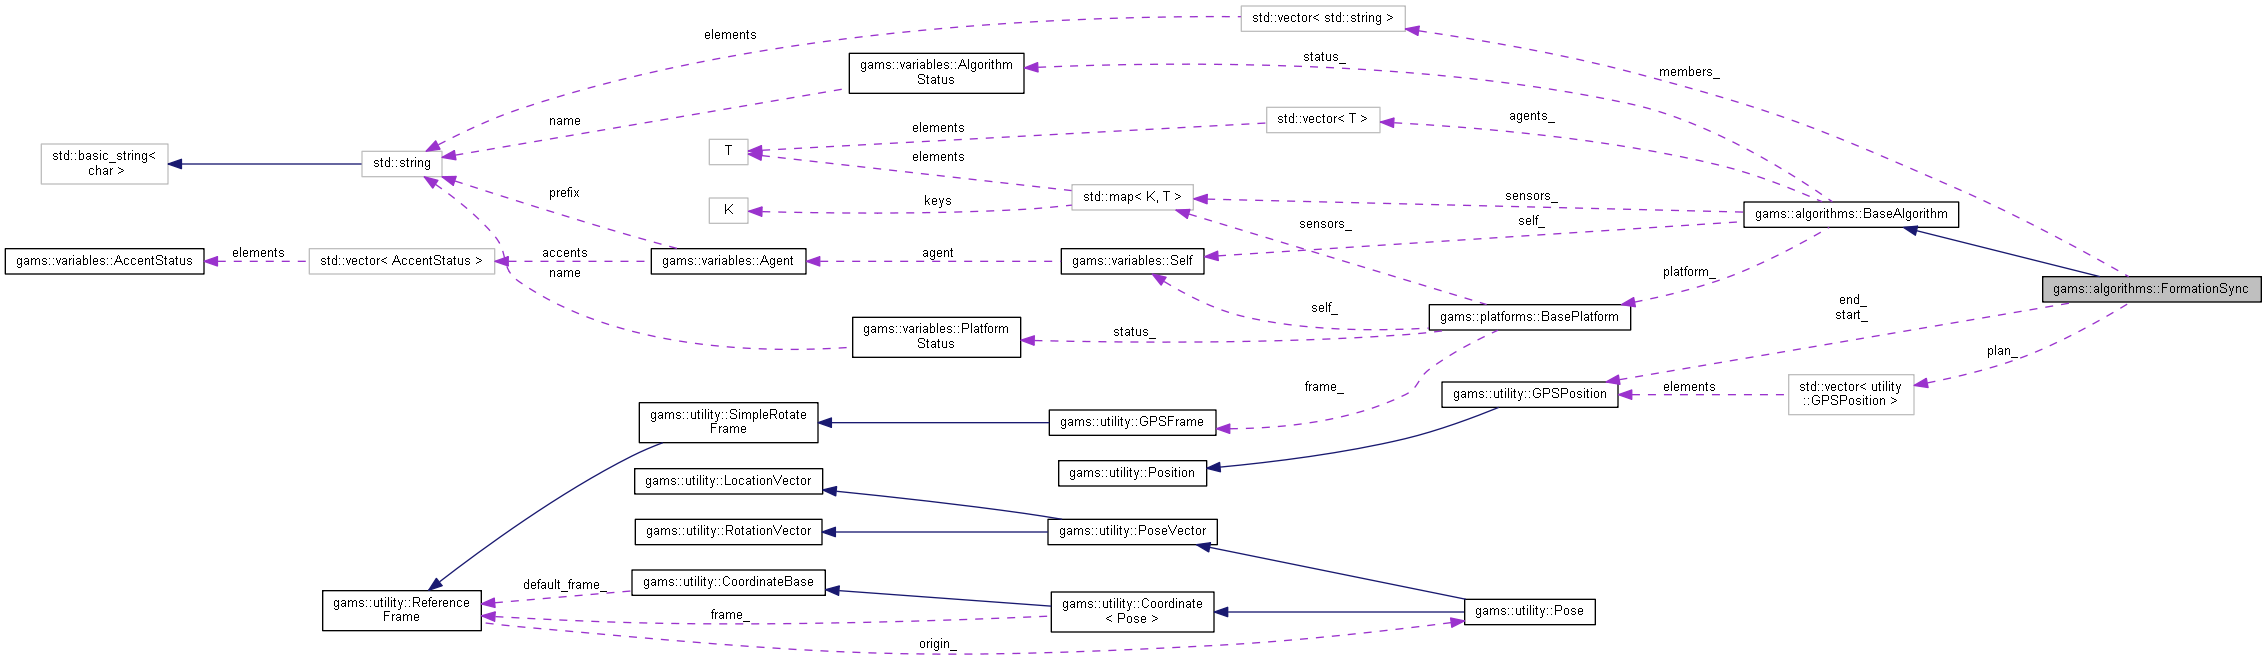 std::vector< std::string >
elements
members_
gams::variables::Algorithm
Status
status_
name
std::vector< T >
agents_
elements
T
elements
std::basic_string<
char >
std::string
prefix
std::map< K, T >
keys
K
sensors_
self_
sensors_
gams::algorithms::BaseAlgorithm
gams::variables::AccentStatus
elements
std::vector< AccentStatus >
accents
name
gams::variables::Agent
agent
gams::variables::Self
platform_
gams::algorithms::FormationSync
self_
gams::platforms::BasePlatform
end_
start_
gams::variables::Platform
Status
status_
plan_
frame_
gams::utility::GPSPosition
elements
std::vector< utility
::GPSPosition >
gams::utility::SimpleRotate
Frame
gams::utility::GPSFrame
gams::utility::Position
gams::utility::LocationVector
gams::utility::RotationVector
gams::utility::PoseVector
gams::utility::Reference
Frame
default_frame_
gams::utility::CoordinateBase
frame_
gams::utility::Coordinate
< Pose >
gams::utility::Pose
origin_